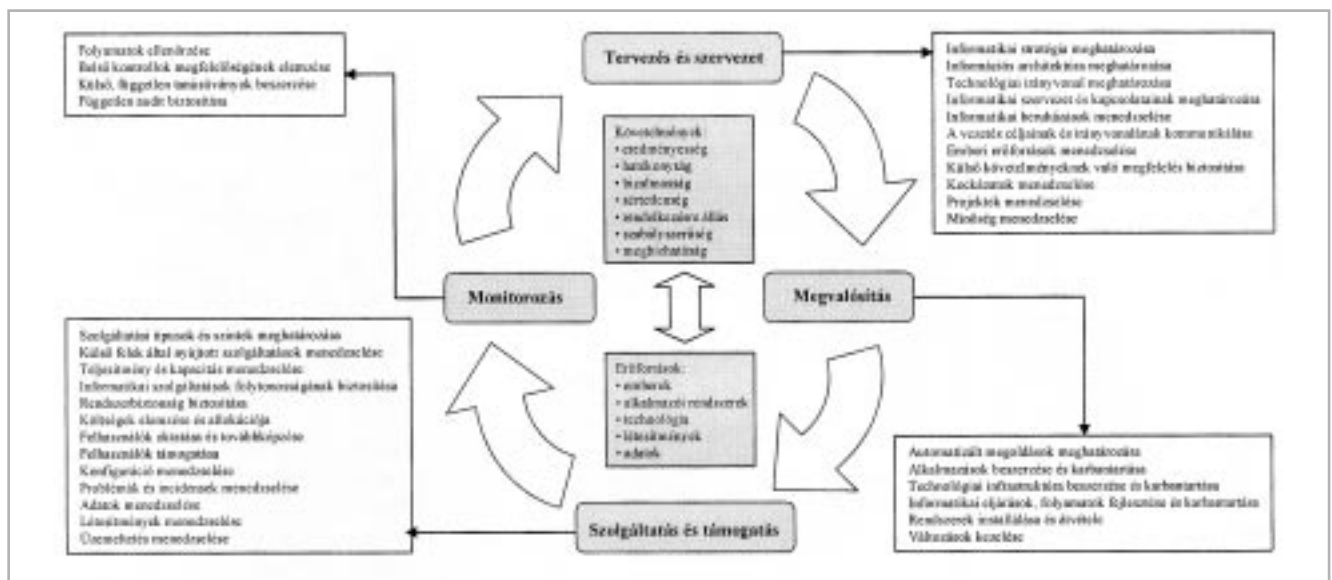 Folyamatok ellenőrzése
Belső kontrollok megfelelőségének elemzése
Külső, független tanúsítványok beszerzése
Független audit biztosítása
Tervezés és szervezet
Informatikai stratégia meghatározása
Információs architektúra meghatározása
Technológiai irányvonal meghatározása
Informatikai szervezet és kapcsolatainak meghatározása
Informatikai beruházások menedzselése
A vezetés céljainak és irányvonalának kommunikálása
Emberi erőforrások menedzselése
Külső követelményeknek való megfelelés biztosítása
Kockázatok menedzselése
Projektek menedzselése
Minőség menedzselése
Követelmények:
• eredményesség
• hatékonyság
• bizalmasság
• sértetlenség
• rendelkezésre állás
• szabályszerűség
• megbízhatóság
Monitorozás
Megvalósítás
Szolgáltatási típusok és szintek meghatározása
Külső felek által nyújtott szolgáltatások menedzselése
Teljesítmény és kapacitás menedzselése
Informatikai szolgáltatások folytonosságának biztosítása
Rendszerbiztonság biztosítása
Költségek elemzése és allokációja
Felhasználók oktatása és továbbképzése
Felhasználók támogatása
Konfiguráció menedzselése
Problémák és incidensek menedzselése
Adatok menedzselése
Létesítmények menedzselése
Üzemeltetés menedzselése
Erőforrások:
• emberek
• alkalmazói rendszerek
• technológia
• létesítmények
• adatok
Automatizált megoldások meghatározása
Alkalmazások beszerzése és karbantartása
Technológiai infrastruktúra beszerzése és karbantartása
Informatikai eljárások, folyamatok fejlesztése és karbantartása
Rendszerek installálása és átvétele
Változások kezelése
Szolgáltatás és támogatás